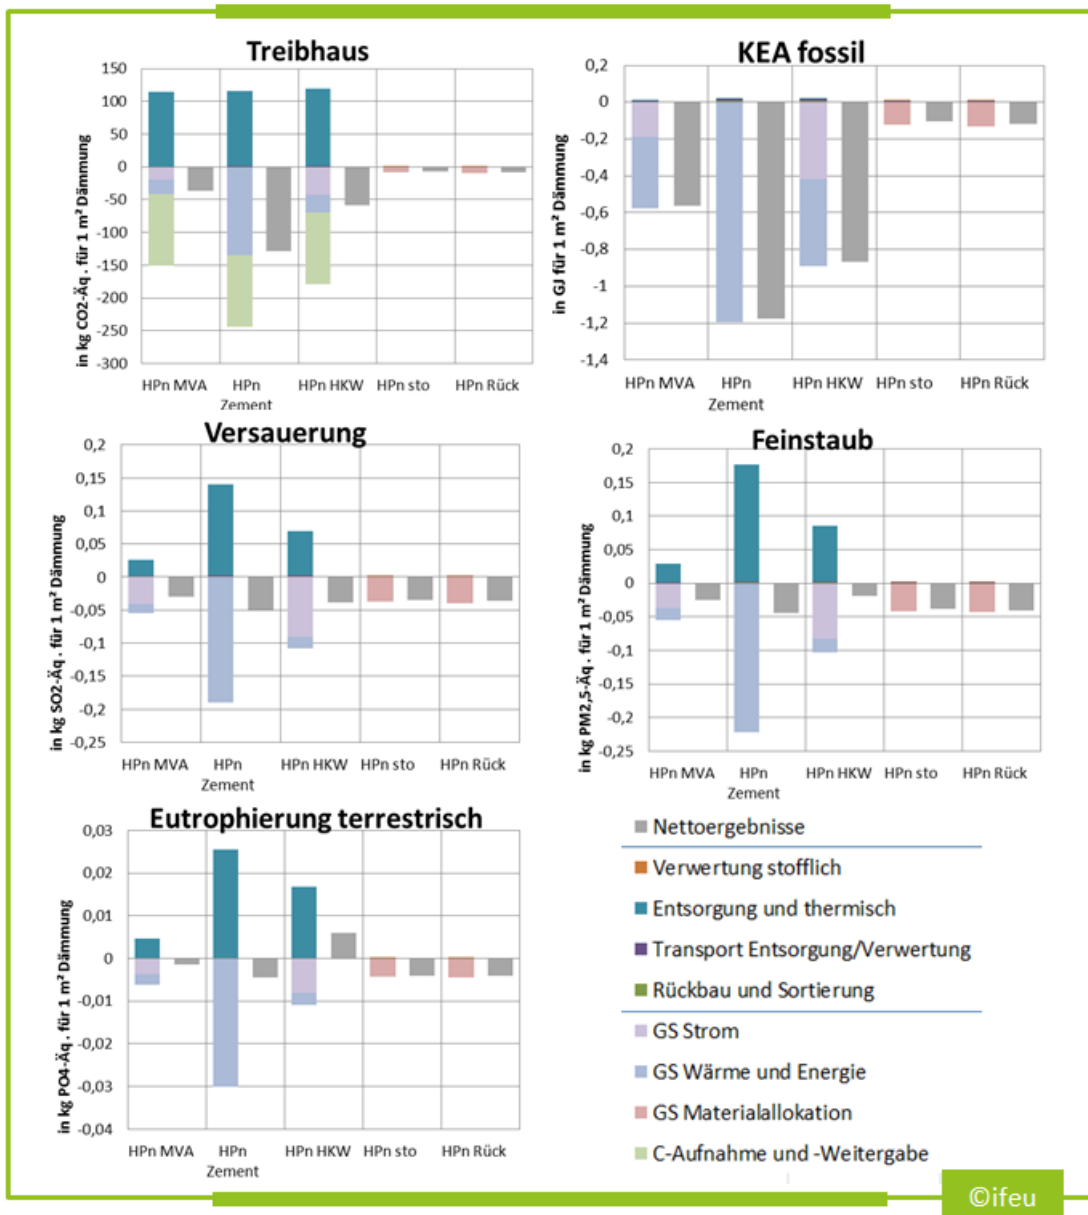 Treibhaus
in kg CO2-Äq . für 1 m² Dämmung
150
100
50
0
-50
-100
-150
-200
-250
-300
HPn MVA
HPn
Zement
HPn HKW
HPn sto
HPn Rück
KEA fossil
in GJ für 1 m² Dämmung
0,2
0
-0,2
-0,4
-0,6
-0,8
-1
-1,2
-1,4
HPn MVA
HPn
Zement
HPn HKW
HPn sto
HPn Rück
Versauerung
in kg SO2-Äq . für 1 m² Dämmung
0,2
0,15
0,1
0,05
0
-0,05
-0,1
-0,15
-0,2
-0,25
HPn MVA
HPn
Zement
HPn HKW
HPn sto
HPn Rück
Feinstaub
in kg PM2,5-Äq . für 1 m² Dämmung
0,2
0,15
0,1
0,05
0
-0,05
-0,1
-0,15
-0,2
-0,25
HPn MVA
HPn
Zement
HPn HKW
HPn sto
HPn Rück
Eutrophierung terrestrisch
in kg PO4-Äq . für 1 m² Dämmung
0,03
0,02
0,01
0
-0,01
-0,02
-0,03
-0,04
HPn MVA
HPn
Zement
HPn HKW
HPn sto
HPn Rück
Nettoergebnisse
Verwertung stofflich
Entsorgung und thermisch
Transport Entsorgung/Verwertung
Rückbau und Sortierung
GS Strom
GS Wärme und Energie
GS Materialallokation
C-Aufnahme und -Weitergabe
©ifeu